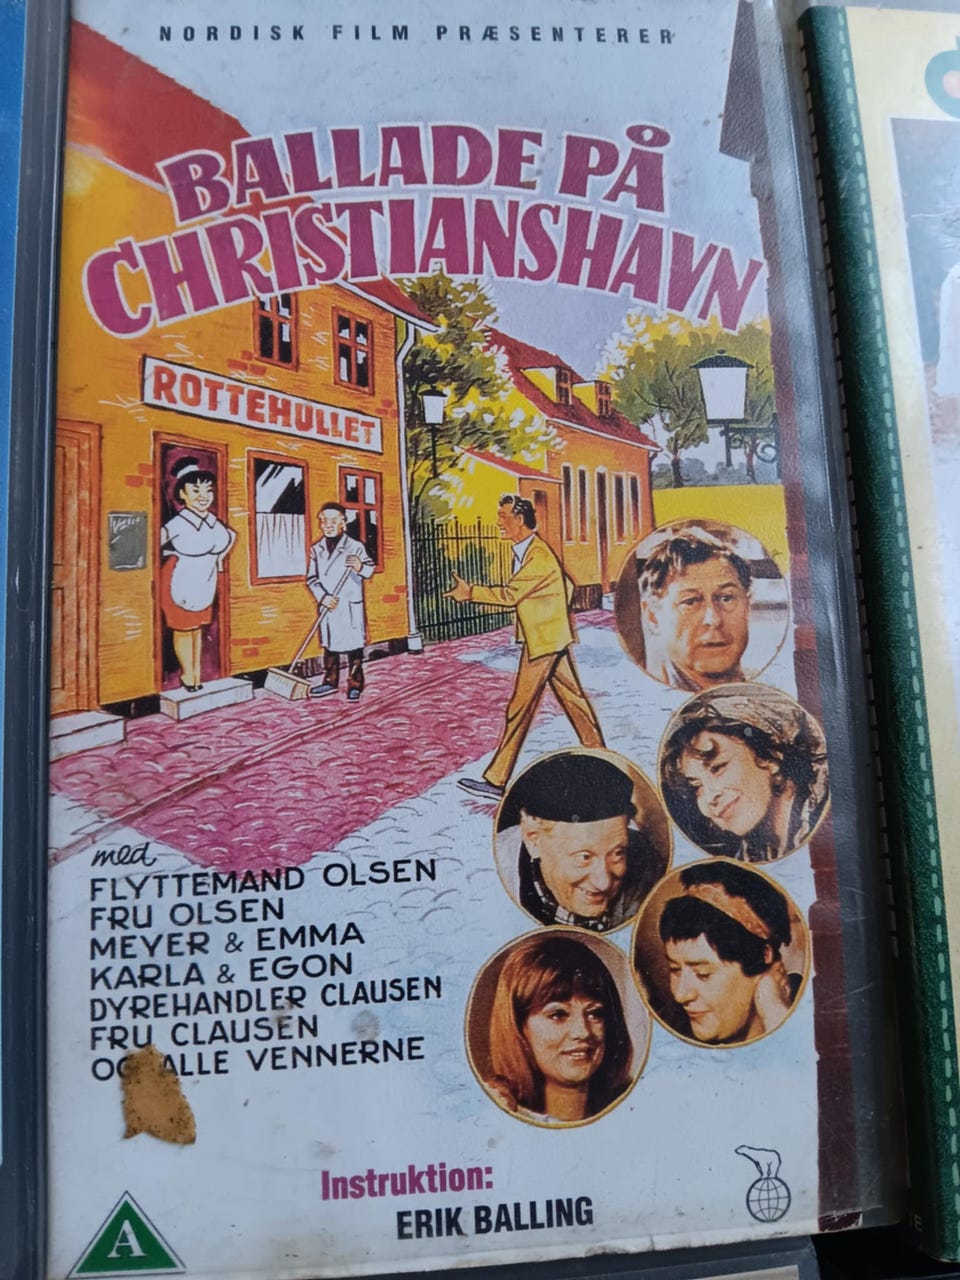 NORDISK FILM PRÆSENTERER
BALLADE PÅ
CHRISTIANSHAVN
ROTTEHULLET
med
FLYTTEMAND OLSEN
FRU OLSEN
MEYER & EMMA
KARLA & EGON
DYREHANDLER CLAUSEN
FRU CLAUSEN
OG ALLE VENNERNE
Instruktion:
ERIK BALLING
A